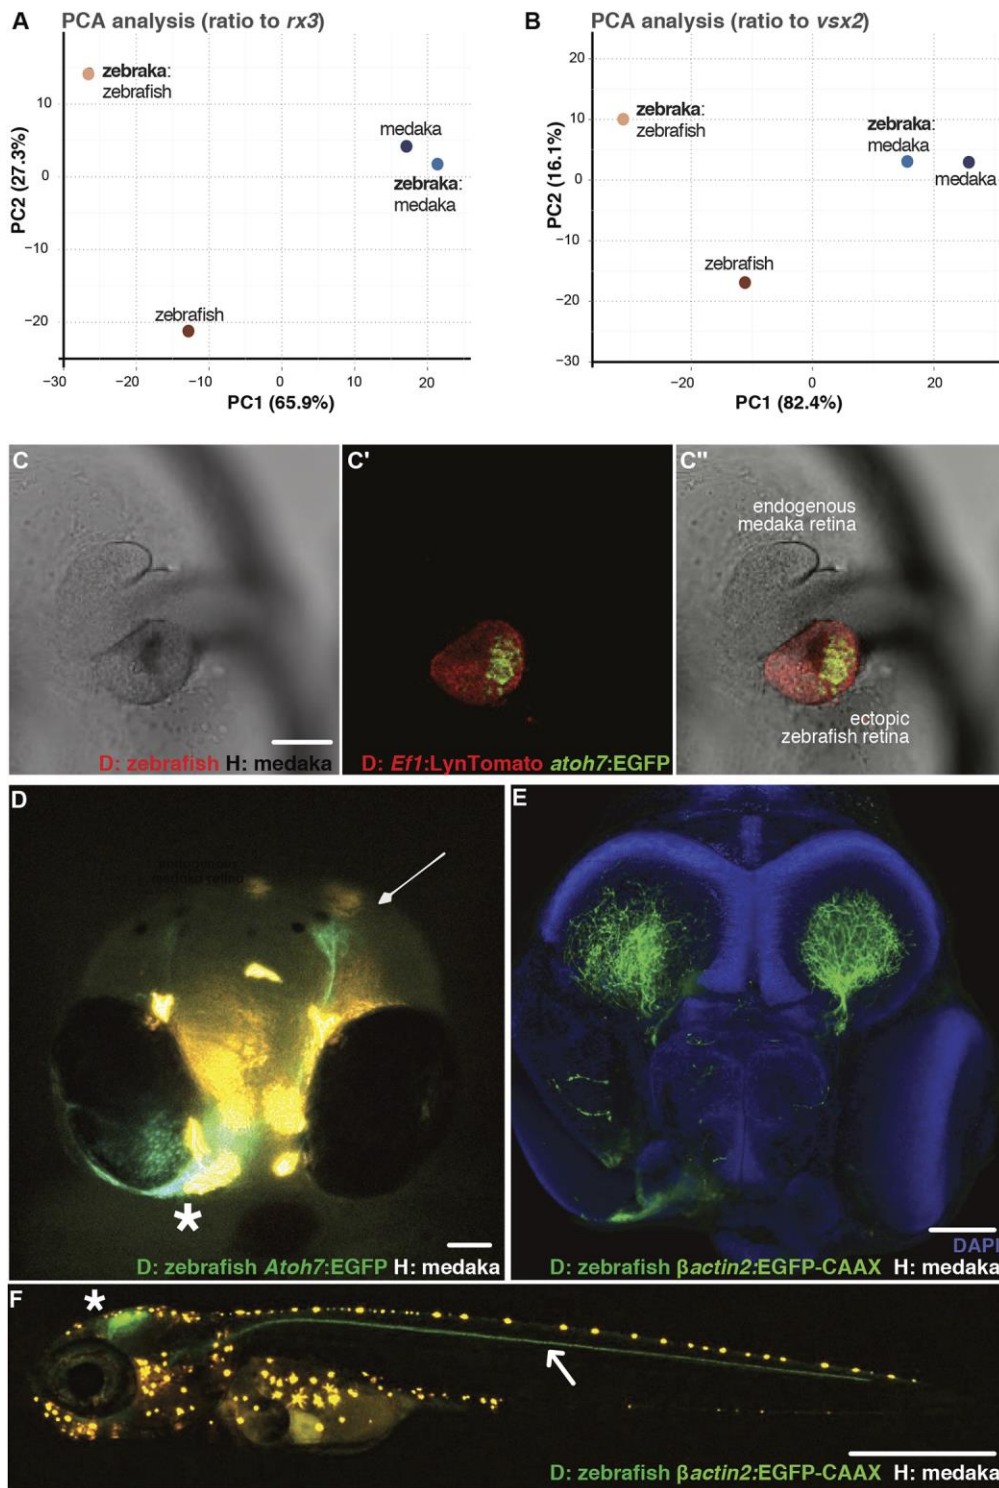 A PCA analysis (ratio to rx3)
zebraka:
zebrafish
medaka
zebraka:
medaka
zebrafish
10
0
−10
−20
PC2 (27.3%)
−30 −20 −10 0 10 20
PC1 (65.9%)
B PCA analysis (ratio to vsx2)
zebraka:
zebrafish
zebraka:
medaka
medaka
zebrafish
20
10
0
−10
−20
−30
PC2 (16.1%)
−20 0 20
PC1 (82.4%)
C
D: zebrafish H: medaka
C'
D: Ef1:LynTomato atoh7:EGFP
C"
endogenous
medaka retina
ectopic
zebrafish retina
D
endogenous
medaka retina
*
D: zebrafish Atoh7:EGFP H: medaka
E
DAPI
D: zebrafish βactin2:EGFP-CAAX H: medaka
F
*
D: zebrafish βactin2:EGFP-CAAX H: medaka